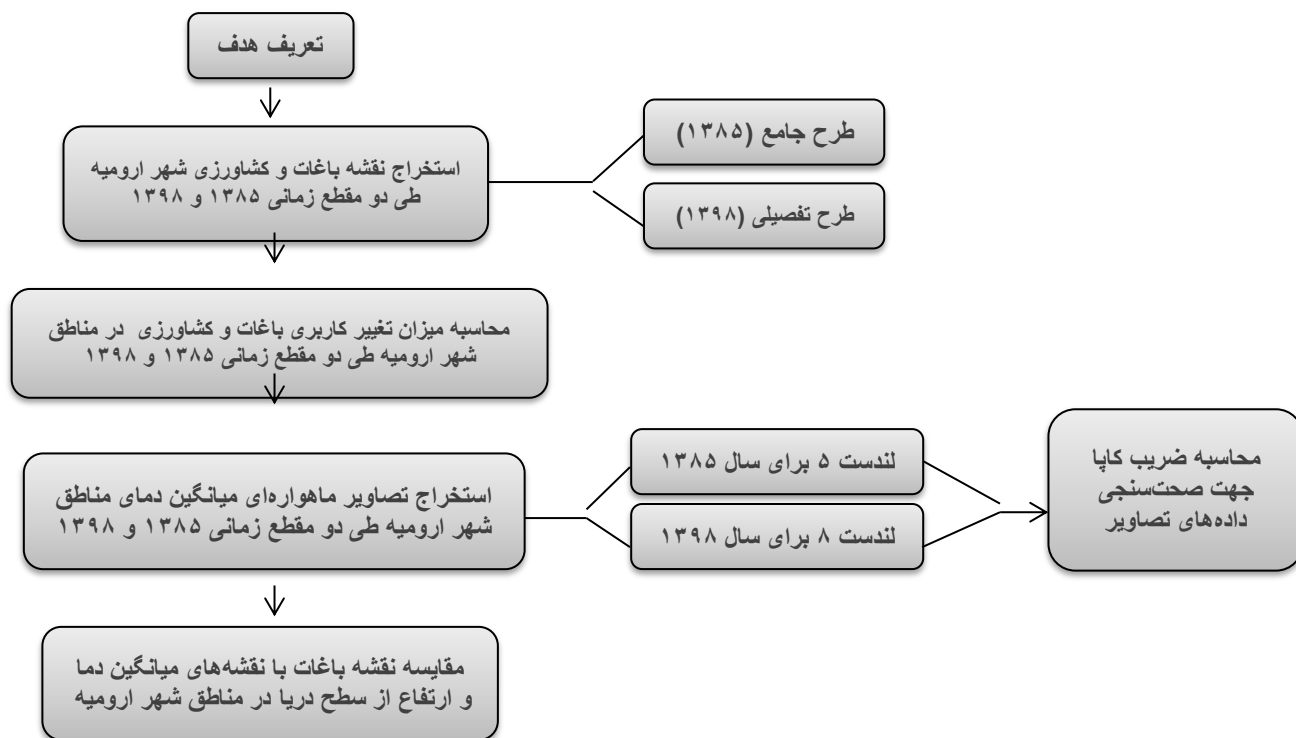 تعریف هدف
استخراج نقشه باغات و کشاورزی شهر ارومیه
طی دو مقطع زمانی ۱۳۸۵ و ۱۳۹۸
طرح جامع (۱۳۸۵)
طرح تفصیلی (۱۳۹۸)
محاسبه میزان تغییر کاربری باغات و کشاورزی در مناطق
شهر ارومیه طی دو مقطع زمانی ۱۳۸۵ و ۱۳۹۸
استخراج تصاویر ماهواره‌ای میانگین دمای مناطق
شهر ارومیه طی دو مقطع زمانی ۱۳۸۵ و ۱۳۹۸
لندست ۵ برای سال ۱۳۸۵
لندست ۸ برای سال ۱۳۹۸
محاسبه ضریب کاپا
جهت صحت‌سنجی
داده‌های تصاویر
مقایسه نقشه باغات با نقشه‌های میانگین دما
و ارتفاع از سطح دریا در مناطق شهر ارومیه